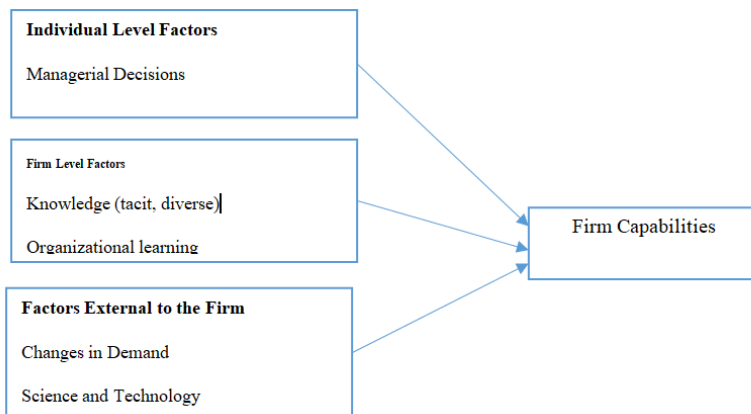 Individual Level Factors
Managerial Decisions
Firm Level Factors
Knowledge (tacit, diverse)
Organizational learning
Firm Capabilities
Factors External to the Firm
Changes in Demand
Science and Technology